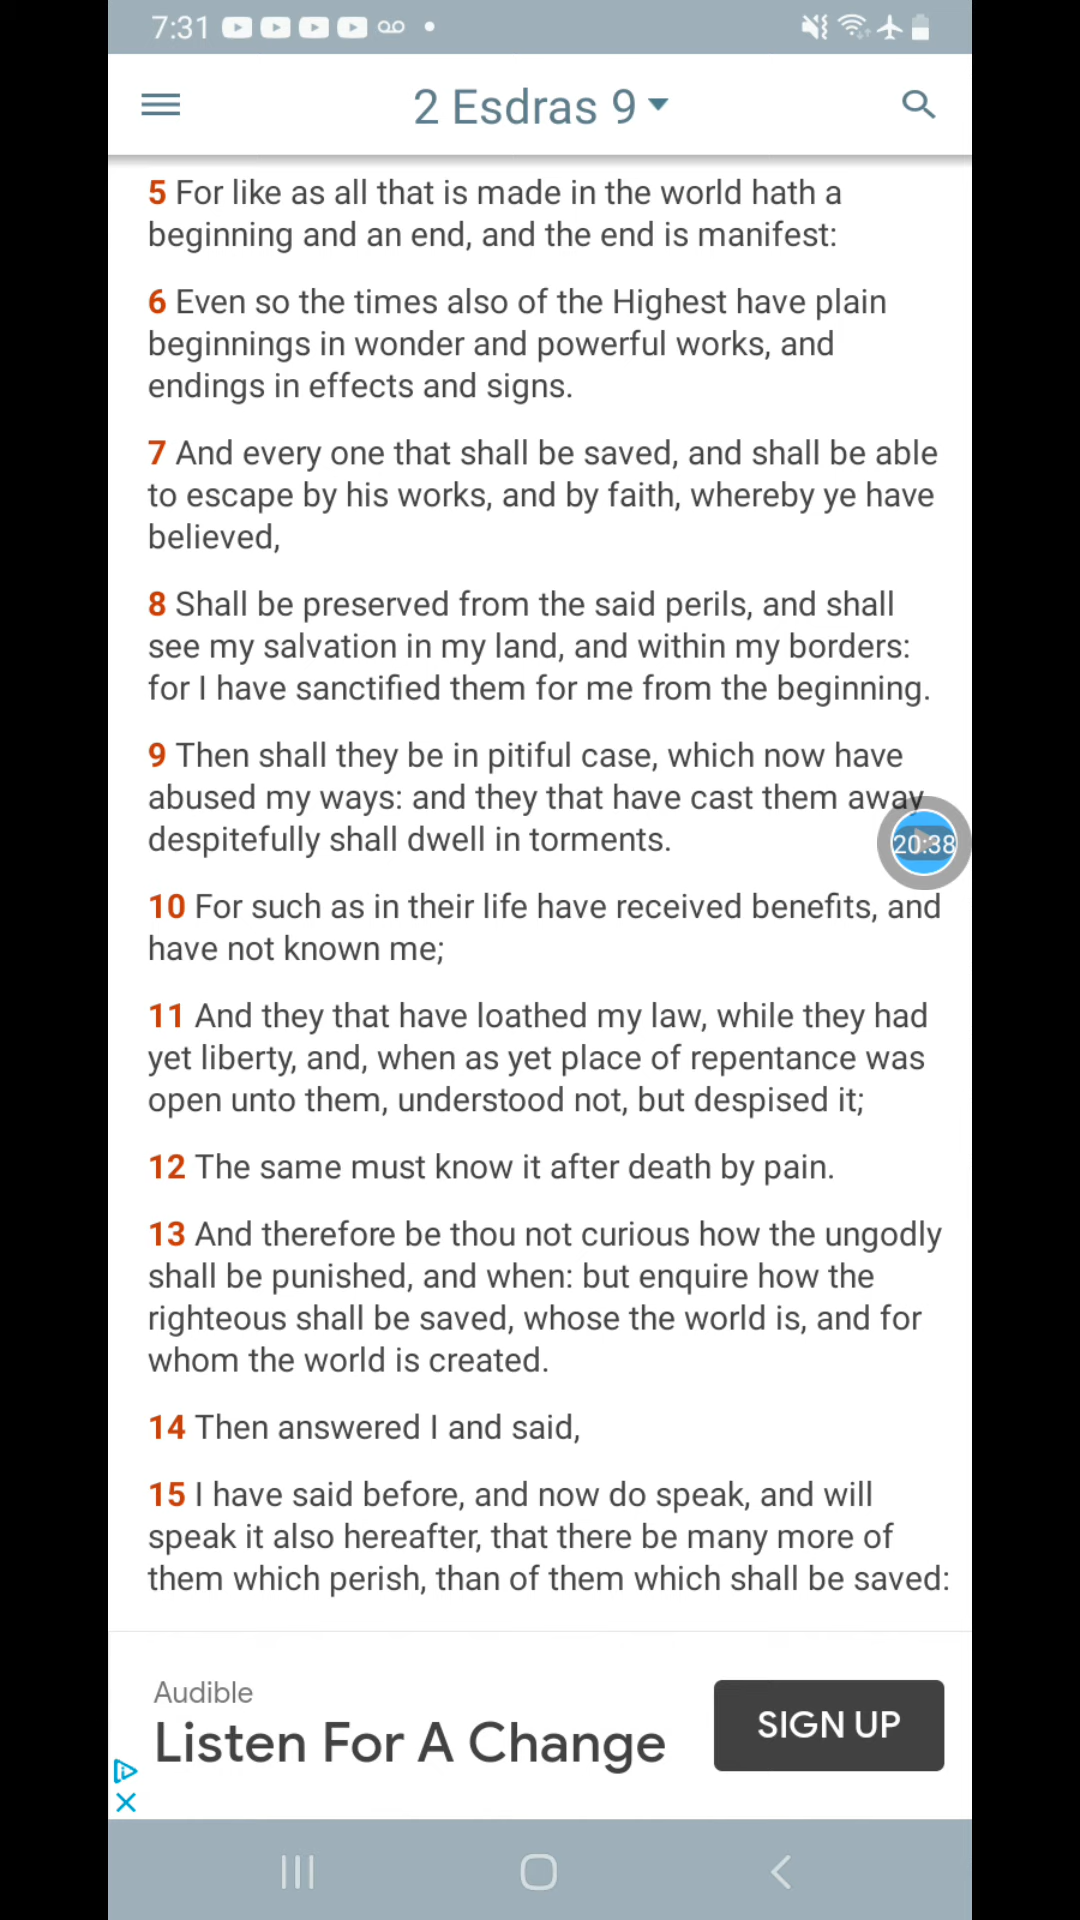 7:31
2 Esdras 9
5 For like as all that is made in the world hath a
beginning and an end, and the end is manifest:
6 Even so the times also of the Highest have plain
beginnings in wonder and powerful works, and
endings in effects and signs.
7 And every one that shall be saved, and shall be able
to escape by his works, and by faith, whereby ye have
believed,
8 Shall be preserved from the said perils, and shall
see my salvation in my land, and within my borders:
for I have sanctified them for me from the beginning.
9 Then shall they be in pitiful case, which now have
abused my ways: and they that have cast them away
despitefully shall dwell in torments.
20:38
10 For such as in their life have received benefits, and
have not known me;
11 And they that have loathed my law, while they had
yet liberty, and, when as yet place of repentance was
open unto them, understood not, but despised it;
12 The same must know it after death by pain.
13 And therefore be thou not curious how the ungodly
shall be punished, and when: but enquire how the
righteous shall be saved, whose the world is, and for
whom the world is created.
14 Then answered I and said,
15 I have said before, and now do speak, and will
speak it also hereafter, that there be many more of
them which perish, than of them which shall be saved:
Audible
Listen For A Change
SIGN UP